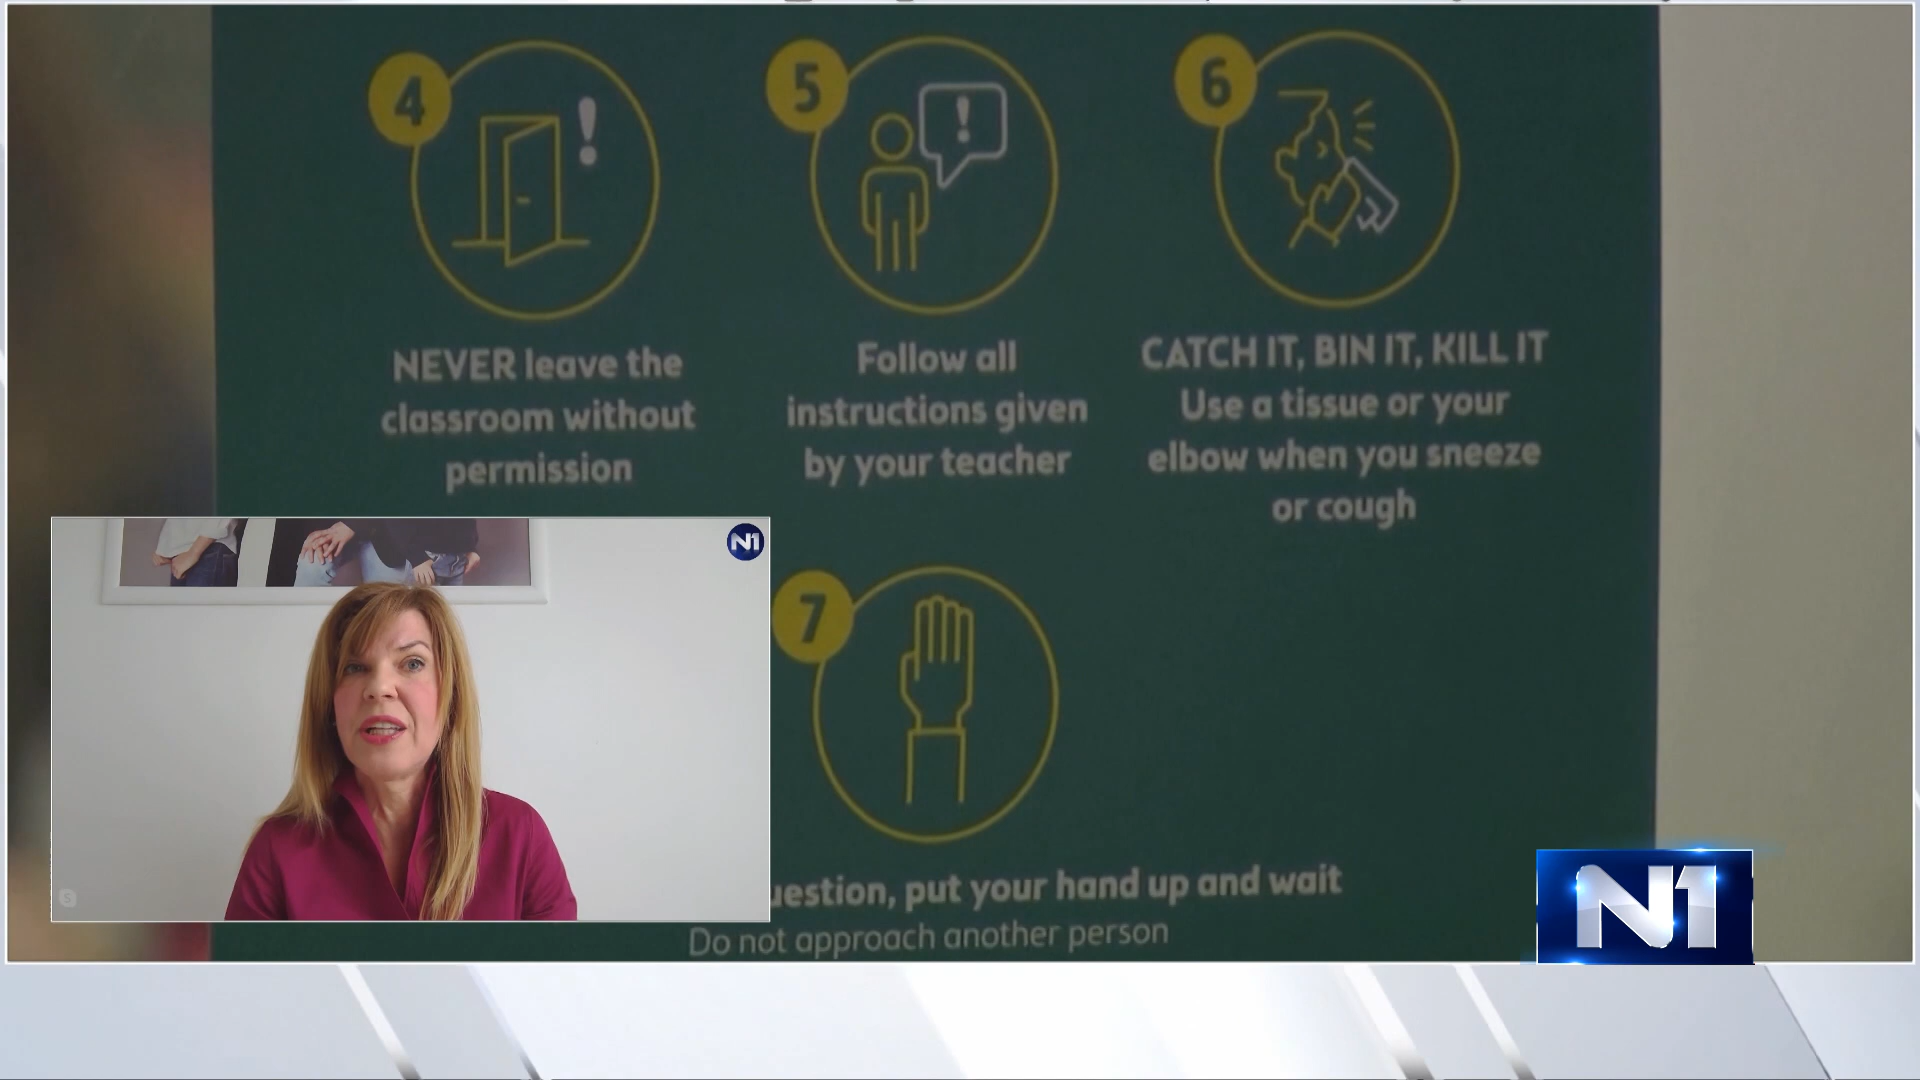 4
5
6
NEVER leave the
classroom without
permission
Follow all
instructions given
by your teacher
CATCH IT, BIN IT, KILL IT
Use a tissue or your
elbow when you sneeze
or cough
N1
7
put your hand up and wait
Do not approach another person
N1